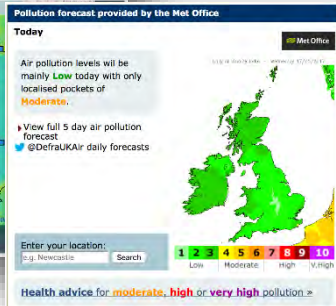 Pollution forecast provided by the Met Office
Today
Met Office
Air pollution levels wil be
mainly Low today with only
localised pockets of
Moderate.
View full 5 day air pollution
forecast
@DefraUKAir daily forecasts
Enter your location:
e.g. Newcastle
Search
1 2 3 4 5 6 7 8 9 10
Low Moderate High V.High
Health advice for moderate, high or very high pollution »